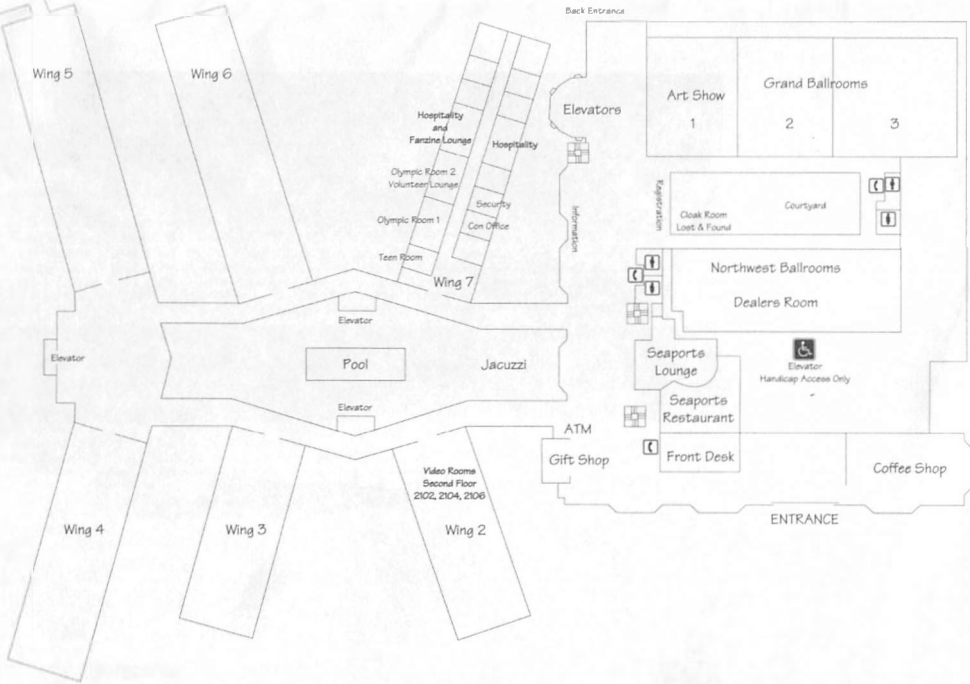 Back Entrance
Wing 5
Wing 6
Hospitality
and
Fanzine Lounge
Hospitality
Olympic Room 2
Volunteer Lounge
Security
Olympic Room 1
Con Office
Teen Room
Wing 7
Elevators
Information
Registration
Art Show
1
Grand Ballrooms
2
3
Cloak Room
Lost & Found
Courtyard
Northwest Ballrooms
Dealers Room
Elevator
Handicap Access Only
Elevator
Elevator
Pool
Jacuzzi
Elevator
Seaports
Lounge
Seaports
Restaurant
ATM
Gift Shop
Front Desk
Coffee Shop
ENTRANCE
Video Rooms
Second Floor
2102, 2104, 2106
Wing 4
Wing 3
Wing 2